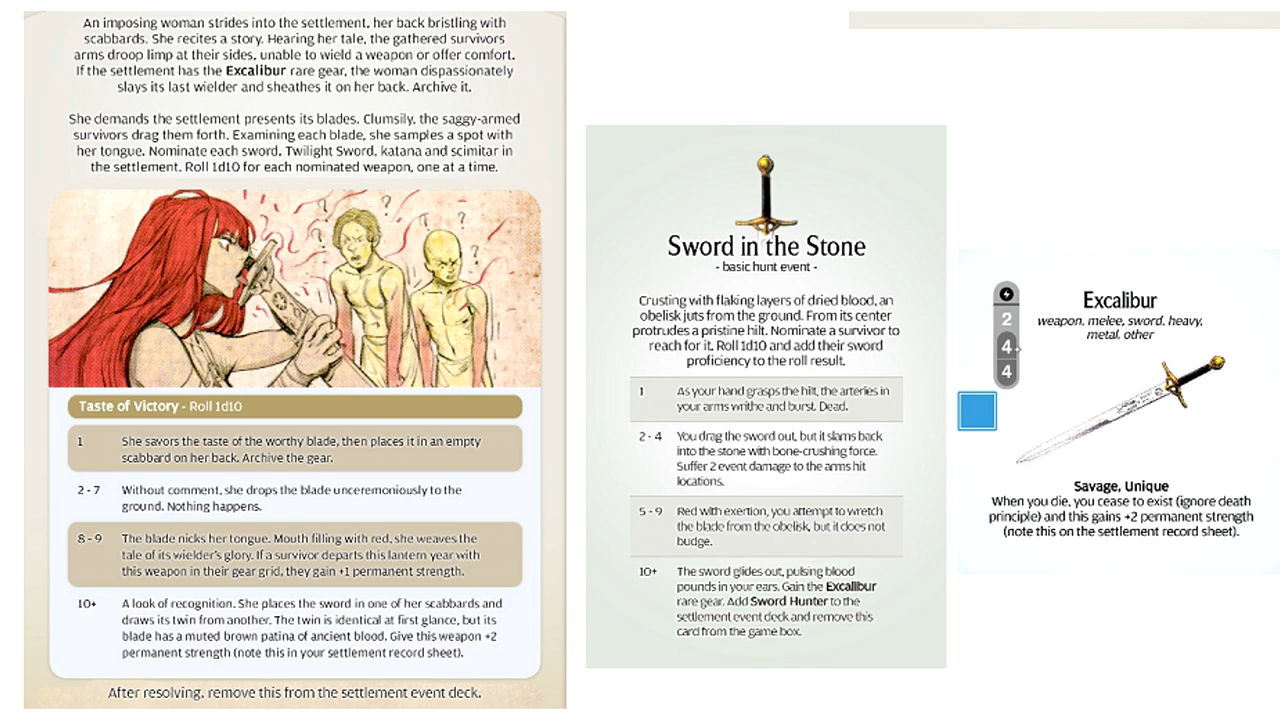 An imposing woman strides into the settlement, her back bristling with
scabbards. She recites a story. Hearing her tale, the gathered survivors
arms droop limp at their sides, unable to wield a weapon or offer comfort.
If the settlement has the Excalibur rare gear, the woman dispassionately
slays its last wielder and sheathes it on her back. Archive it.
She demands the settlement presents its blades. Clumsily, the saggy-armed
survivors drag them forth. Examining each blade, she samples a spot with
her tongue. Nominate each sword, Twilight Sword, katana and scimitar in
the settlement. Roll 1d10 for each nominated weapon, one at a time.
? ? ? ? ?
Taste of Victory - Roll 1d10
1 She savors the taste of the worthy blade, then places it in an empty
scabbard on her back. Archive the gear.
2 - 7 Without comment, she drops the blade unceremoniously to the
ground. Nothing happens.
8 - 9 The blade nicks her tongue. Mouth filling with red, she weaves the
tale of its wielder's glory. If a survivor departs this lantern year with
this weapon in their gear grid, they gain +1 permanent strength.
10+ A look of recognition. She places the sword in one of her scabbards and
draws its twin from another. The twin is identical at first glance, but its
blade has a muted brown patina of ancient blood. Give this weapon +2
permanent strength (note this in your settlement record sheet).
After resolving, remove this from the settlement event deck.
Sword in the Stone
- basic hunt event -
Crusting with flaking layers of dried blood, an
obelisk juts from the ground. From its center
protrudes a pristine hilt. Nominate a survivor to
reach for it. Roll 1d10 and add their sword
proficiency to the roll result.
1 As your hand grasps the hilt, the arteries in
your arms writhe and burst. Dead.
2 - 4 You drag the sword out, but it slams back
into the stone with bone-crushing force.
Suffer 2 event damage to the arms hit
locations.
5 - 9 Red with exertion, you attempt to wretch
the blade from the obelisk, but it does not
budge.
10+ The sword glides out, pulsing blood
pounds in your ears. Gain the Excalibur
rare gear. Add Sword Hunter to the
settlement event deck and remove this
card from the game box.
2
4
4
Excalibur
weapon, melee, sword, heavy,
metal, other
Savage, Unique
When you die, you cease to exist (ignore death
principle) and this gains +2 permanent strength
(note this on the settlement record sheet).